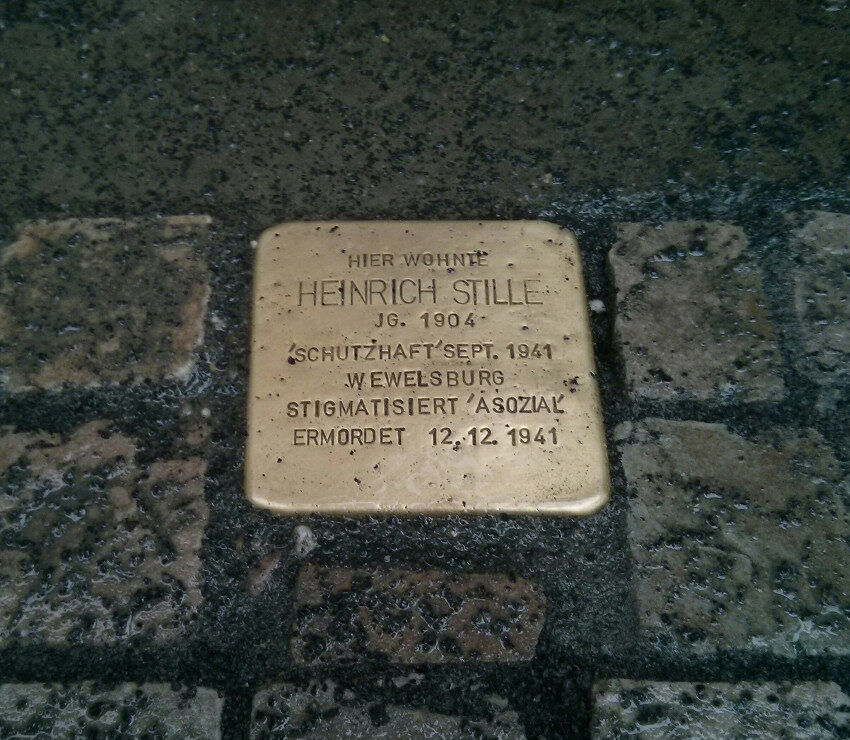 HIER WOHNTE
HEINRICH STILLE
JG. 1904
'SCHUTZHAFT' SEPT. 1941
WEWELSBURG
STIGMATISIERT 'ASOZIAL'
ERMORDET 12.12.1941